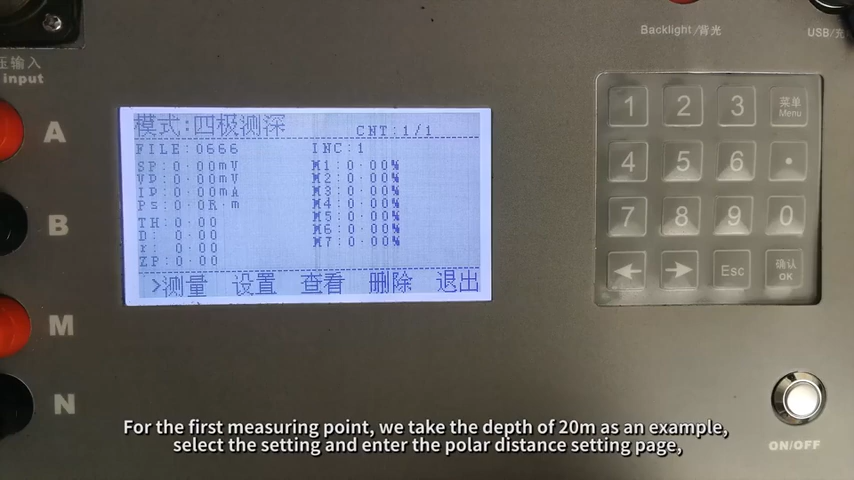 Backlight /背光
USB/充
压输入
input
A
B
M
N
模式:四极测深
CNT:1/1
FILE:0666
INC:1
SP:0.00mV
VP:0.00mV
IP:0.00mA
Ps:0.0R.m
TH:0.00
D: 0.00
r: 0.00
ZP:0.00
M1:0.00%
M2:0.00%
M3:0.00%
M4:0.00%
M5:0.00%
M6:0.00%
M7:0.00%
>测量 设置 查看 删除 退出
1 2 3 菜单 Menu
4 5 6 •
7 8 9 0
← → Esc 确认 OK
ON/OFF
For the first measuring point, we take the depth of 20m as an example,
select the setting and enter the polar distance setting page,